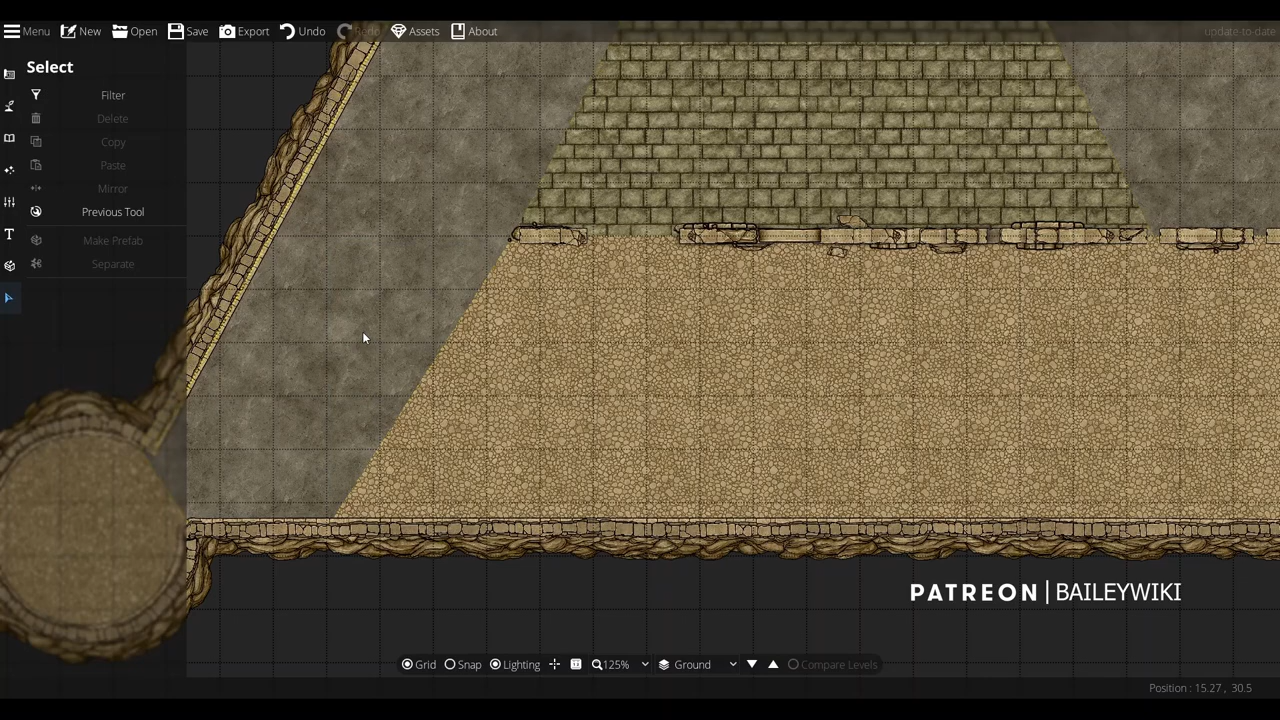 Menu New Open Save Export Undo Redo Assets About update-to-date
Select
Filter
Delete
Copy
Paste
Mirror
Previous Tool
Make Prefab
Separate
PATREON | BAILEYWIKI
Grid Snap Lighting 125% Ground Compare Levels
Position : 15.27 , 30.5